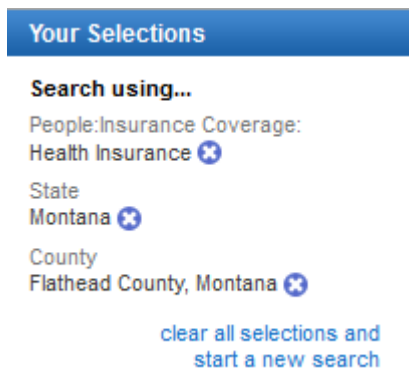 Your Selections
Search using...
People:Insurance Coverage:
Health Insurance
State
Montana
County
Flathead County, Montana
clear all selections and
start a new search